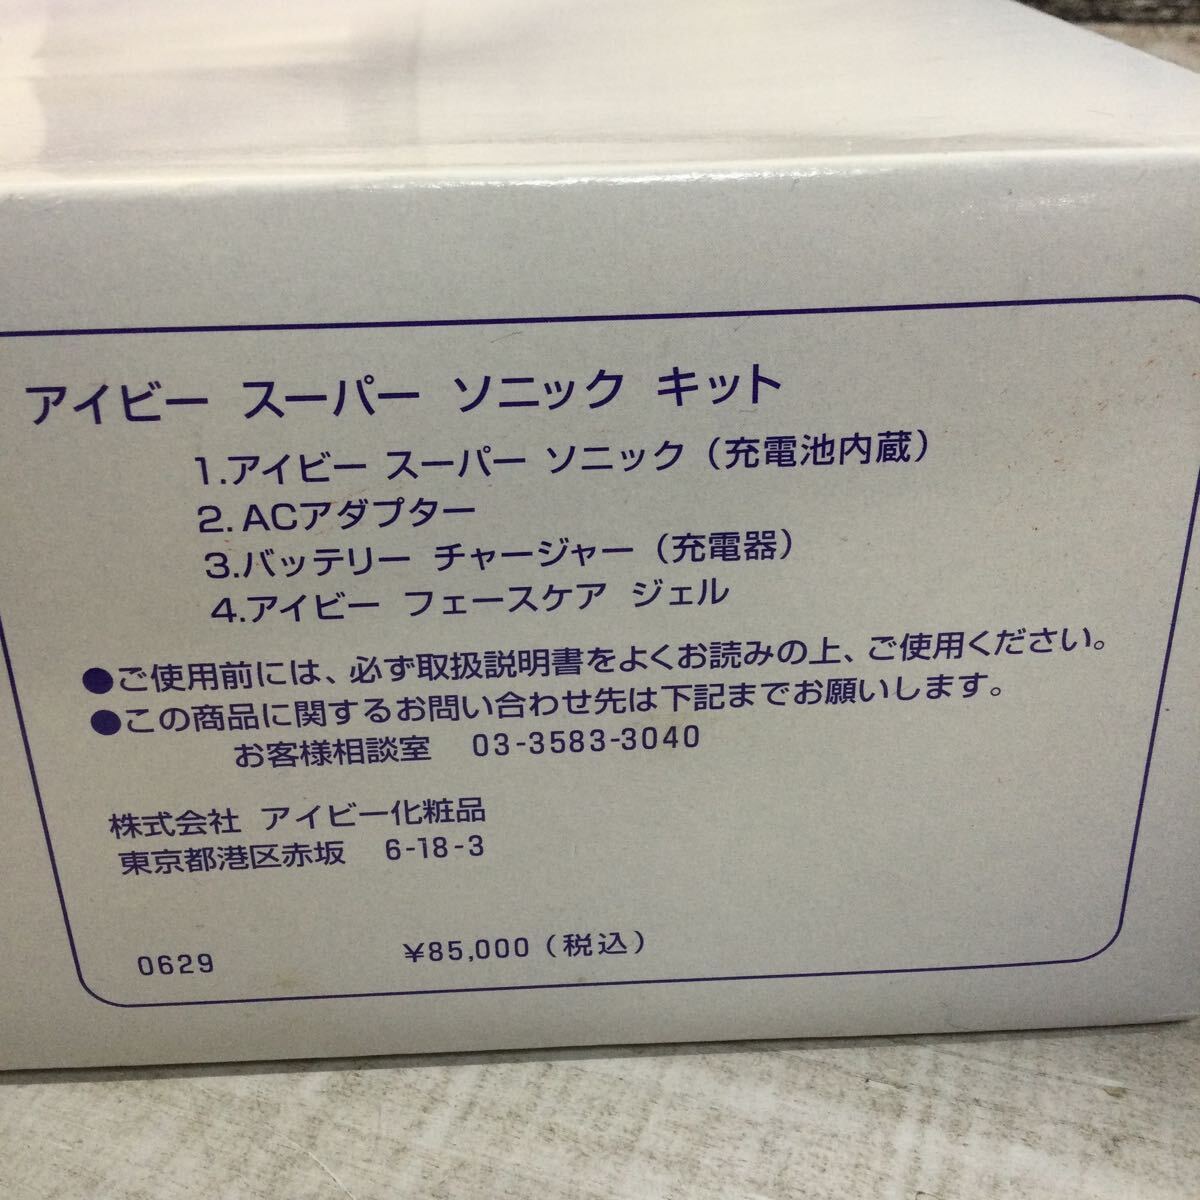 アイビー スーパー ソニック キット
1.アイビー スーパー ソニック（充電池内蔵）
2.ACアダプター
3.バッテリー チャージャー（充電器）
4.アイビー フェースケア ジェル
●ご使用前には、必ず取扱説明書をよくお読みの上、ご使用ください。
●この商品に関するお問い合わせ先は下記までお願いします。
お客様相談室 03-3583-3040
株式会社 アイビー化粧品
東京都港区赤坂 6-18-3
0629 ¥85,000（税込）